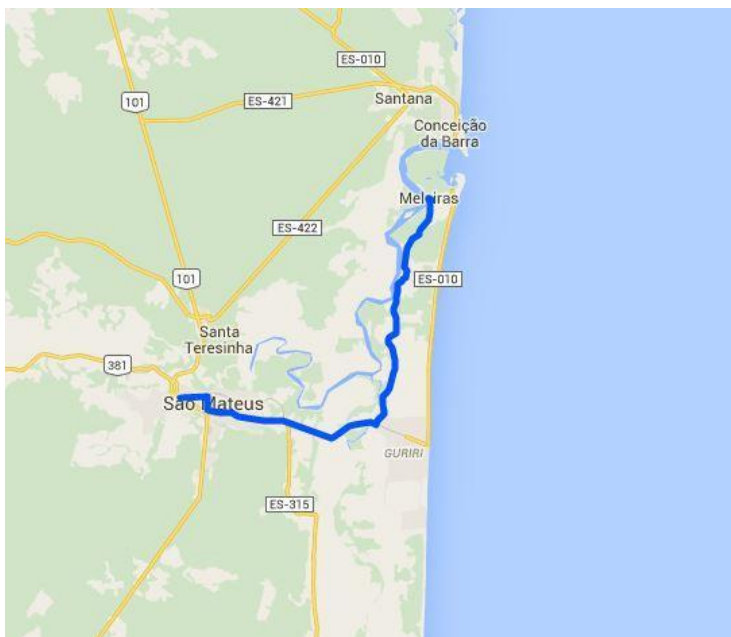 ES-010
Santana
101
ES-421
Conceição
da Barra
Meleiras
ES-422
101
ES-010
Santa
Teresinha
381
São Mateus
GURIRI
ES-315